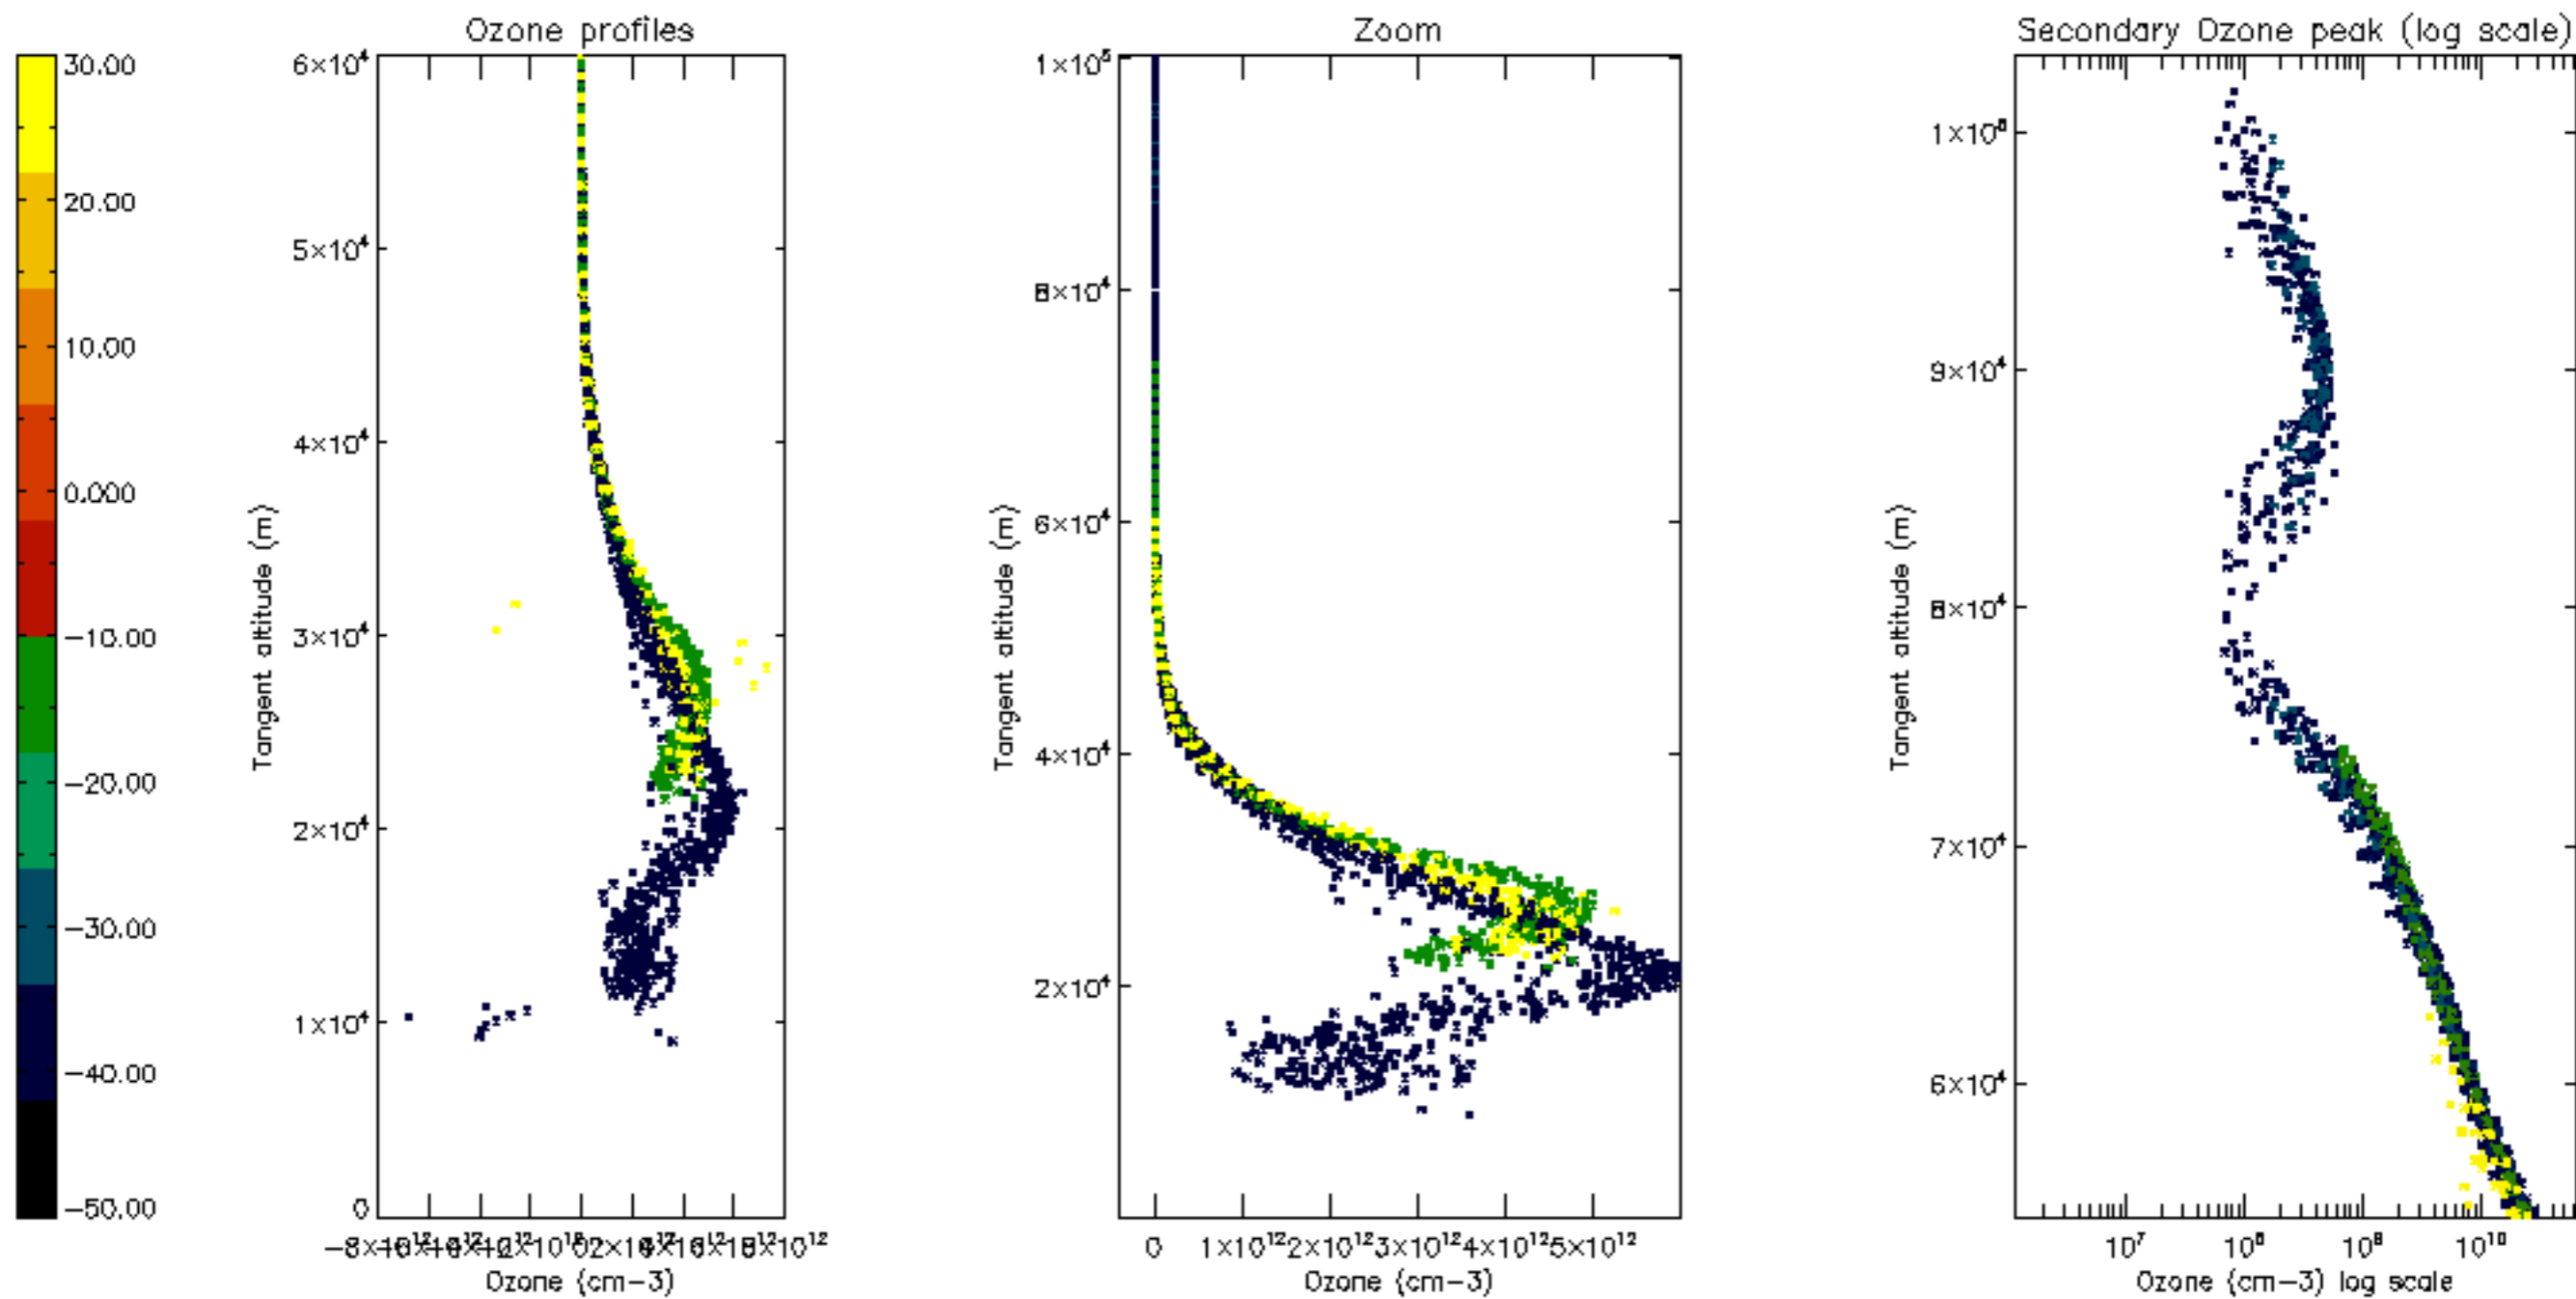 Ozone profiles
Zoom
Secondary Ozone peak (log scale)
30.00
20.00
10.00
0.000
−10.00
−20.00
−30.00
−40.00
−50.00
6×10⁴
5×10⁴
4×10⁴
3×10⁴
2×10⁴
1×10⁴
0
Tangent altitude (m)
Ozone (cm−3)
1×10⁵
8×10⁴
6×10⁴
4×10⁴
2×10⁴
Tangent altitude (m)
0 1×10¹² 2×10¹² 3×10¹² 4×10¹² 5×10¹²
Ozone (cm−3)
9×10⁴
8×10⁴
7×10⁴
6×10⁴
Tangent altitude (m)
10⁷ 10⁸ 10⁹ 10¹⁰
Ozone (cm−3) log scale